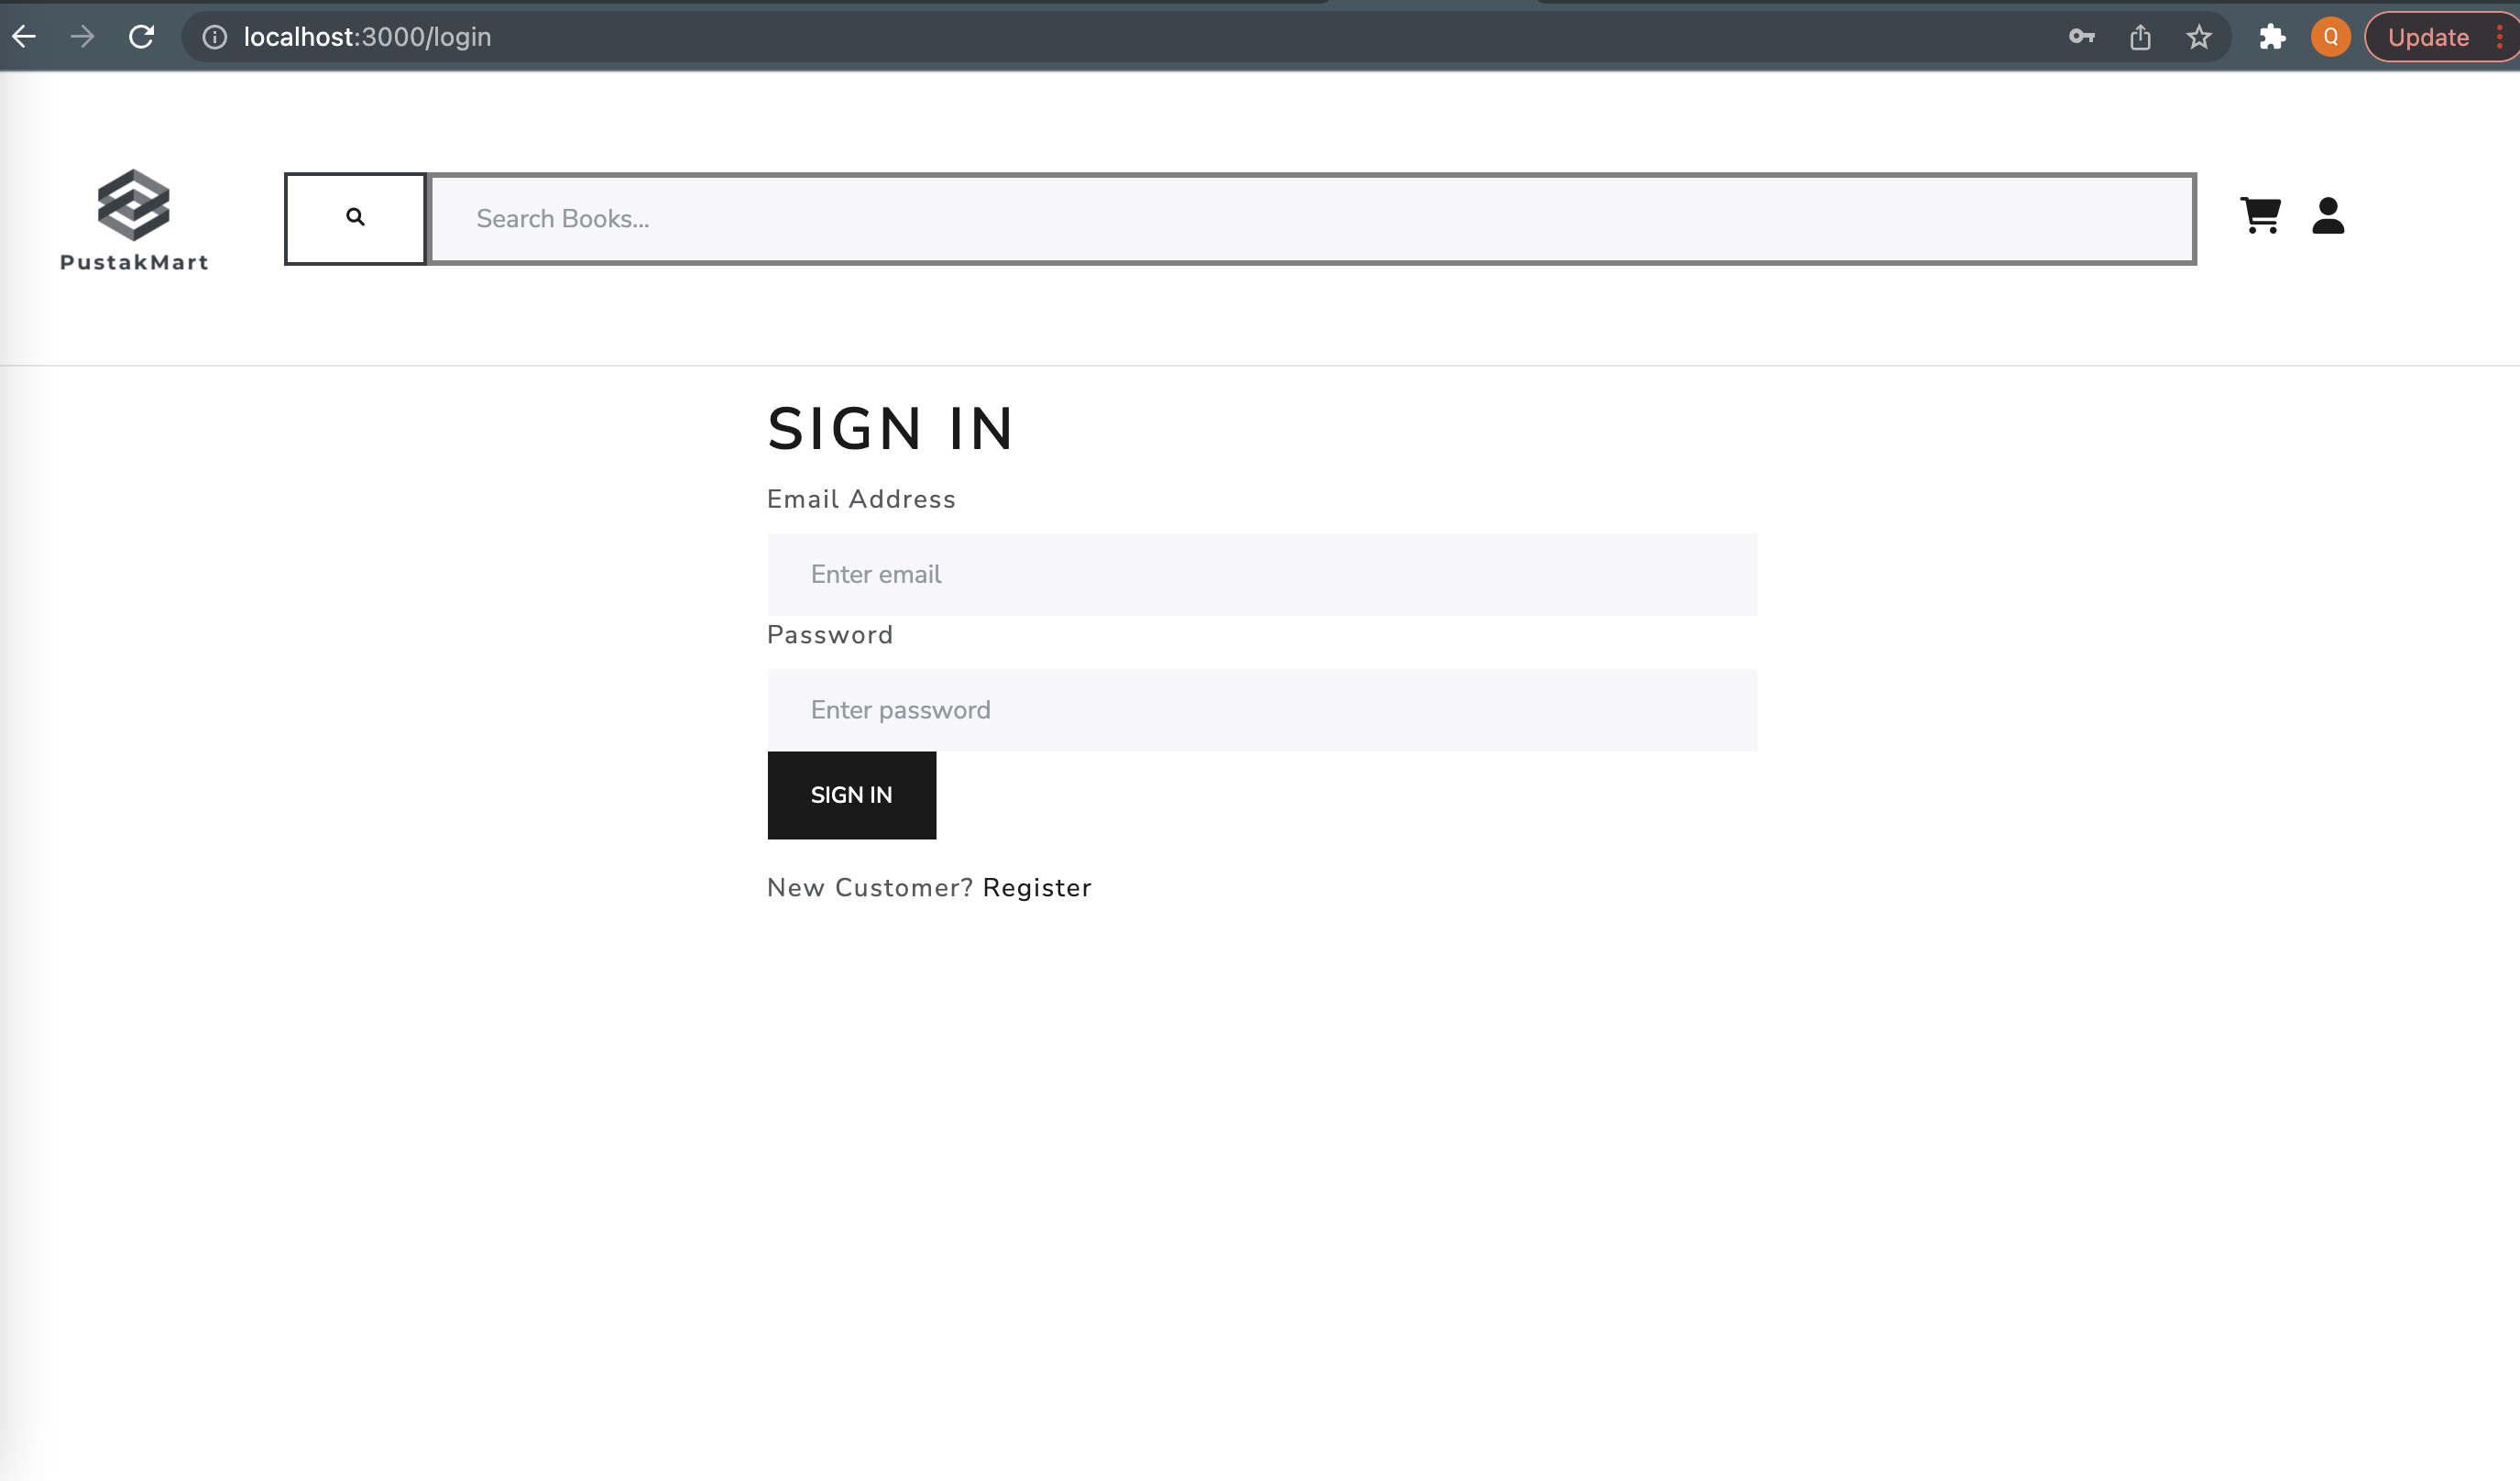 localhost:3000/login
Q
Update
PustakMart
Search Books...
SIGN IN
Email Address
Enter email
Password
Enter password
SIGN IN
New Customer? Register